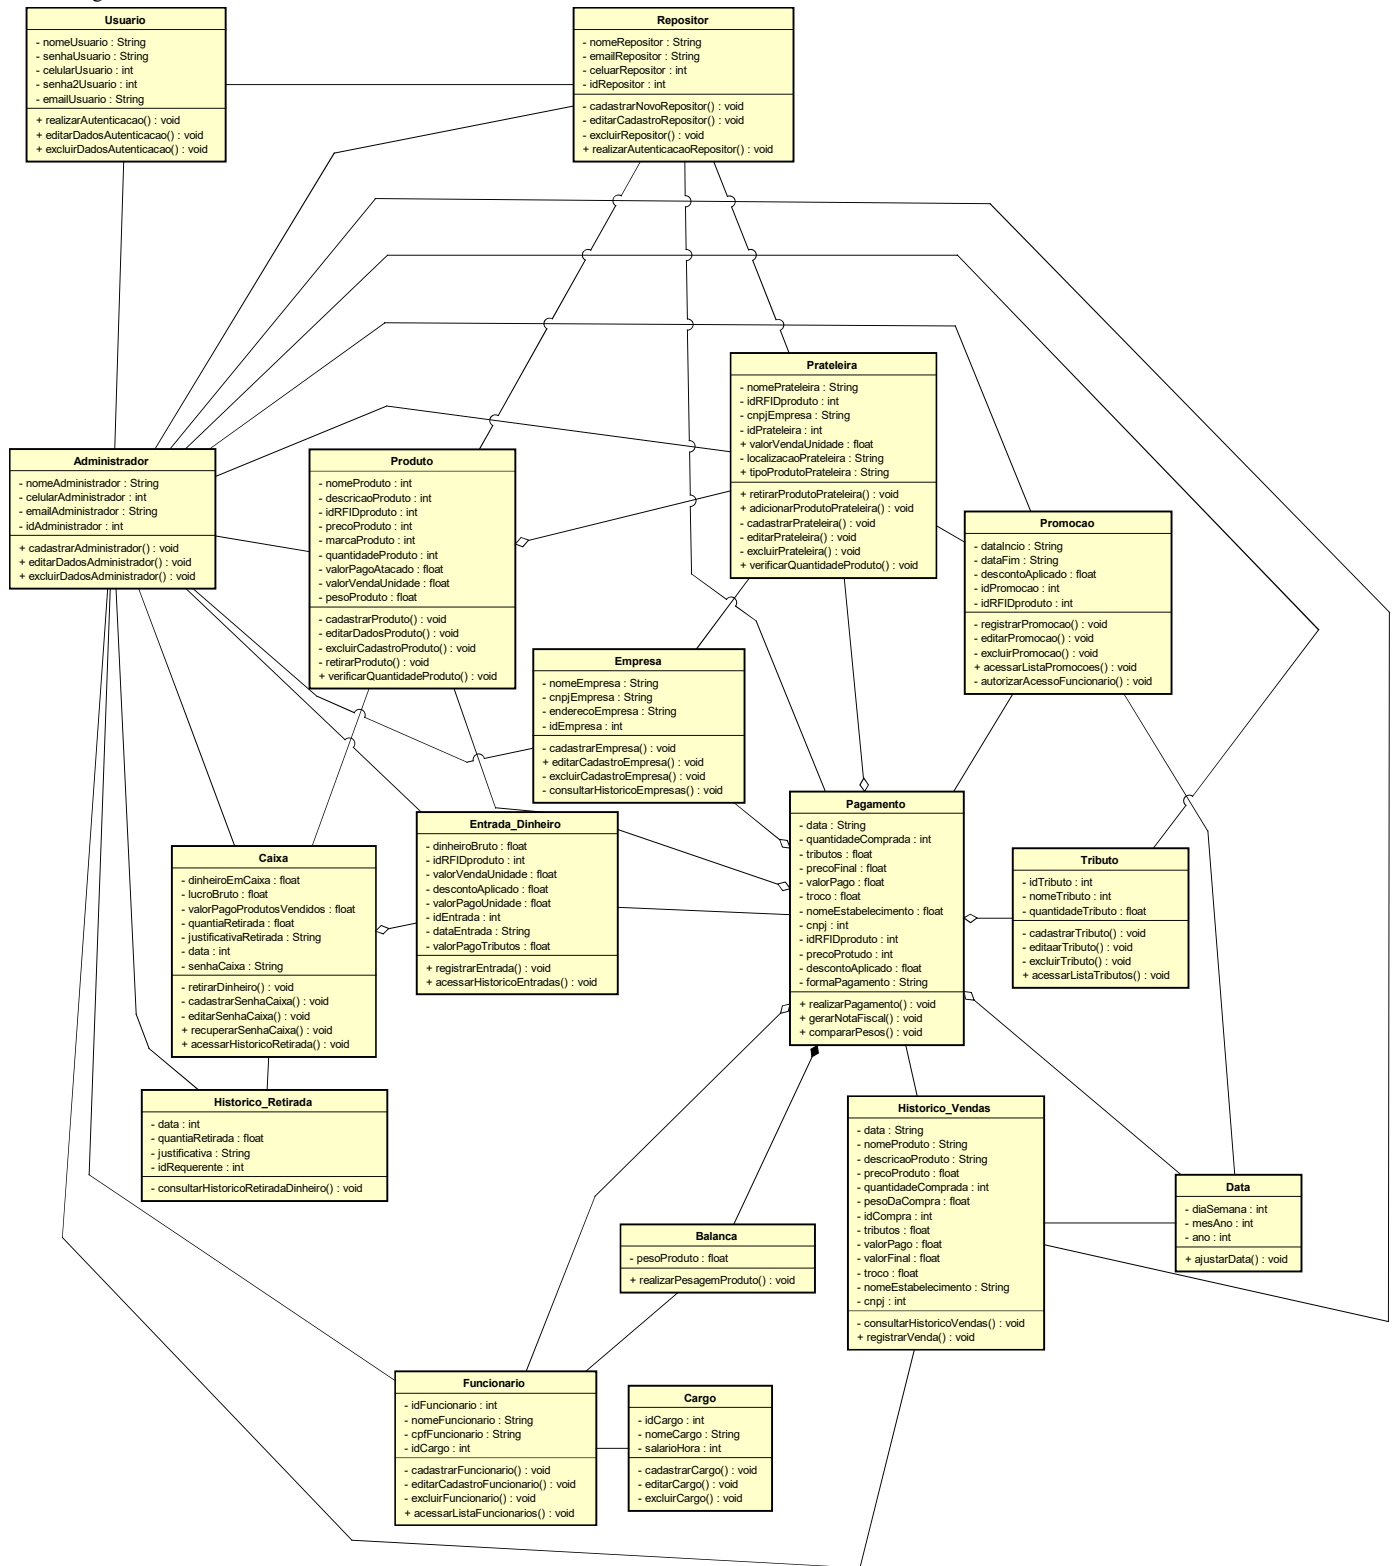 Usuario
- nomeUsuario : String
- senhaUsuario : String
- celularUsuario : int
- senha2Usuario : int
- emailUsuario : String
+ realizarAutenticacao() : void
+ editarDadosAutenticacao() : void
+ excluirDadosAutenticacao() : void
Repositor
- nomeRepositor : String
- emailRepositor : String
- celuarRepositor : int
- idRepositor : int
- cadastrarNovoRepositor() : void
- editarCadastroRepositor() : void
- excluirRepositor() : void
+ realizarAutenticacaoRepositor() : void
Prateleira
- nomePrateleira : String
- idRFIDproduto : int
- cnpjEmpresa : String
- idPrateleira : int
+ valorVendaUnidade : float
- localizacaoPrateleira : String
+ tipoProdutoPrateleira : String
+ retirarProdutoPrateleira() : void
+ adicionarProdutoPrateleira() : void
- cadastrarPrateleira() : void
- editarPrateleira() : void
- excluirPrateleira() : void
+ verificarQuantidadeProduto() : void
Administrador
- nomeAdministrador : String
- celularAdministrador : int
- emailAdministrador : String
- idAdministrador : int
+ cadastrarAdministrador() : void
+ editarDadosAdministrador() : void
+ excluirDadosAdministrador() : void
Produto
- nomeProduto : int
- descricaoProduto : int
- idRFIDproduto : int
- precoProduto : int
- marcaProduto : int
- quantidadeProduto : int
- valorPagoAtacado : float
- valorVendaUnidade : float
- pesoProduto : float
- cadastrarProduto() : void
- editarDadosProduto() : void
- excluirCadastroProduto() : void
- retirarProduto() : void
+ verificarQuantidadeProduto() : void
Promocao
- dataIncio : String
- dataFim : String
- descontoAplicado : float
- idPromocao : int
- idRFIDproduto : int
- registrarPromocao() : void
- editarPromocao() : void
- excluirPromocao() : void
+ acessarListaPromocoes() : void
- autorizarAcessoFuncionario() : void
Empresa
- nomeEmpresa : String
- cnpjEmpresa : String
- enderecoEmpresa : String
- idEmpresa : int
- cadastrarEmpresa() : void
+ editarCadastroEmpresa() : void
- excluirCadastroEmpresa() : void
- consultarHistoricoEmpresas() : void
Pagamento
- data : String
- quantidadeComprada : int
- tributos : float
- precoFinal : float
- valorPago : float
- troco : float
- nomeEstabelecimento : float
- cnpj : int
- idRFIDproduto : int
- precoProtudo : int
- descontoAplicado : float
- formaPagamento : String
+ realizarPagamento() : void
+ gerarNotaFiscal() : void
+ compararPesos() : void
Entrada_Dinheiro
- dinheiroBruto : float
- idRFIDproduto : int
- valorVendaUnidade : float
- descontoAplicado : float
- valorPagoUnidade : float
- idEntrada : int
- dataEntrada : String
- valorPagoTributos : float
+ registrarEntrada() : void
+ acessarHistoricoEntradas() : void
Caixa
- dinheiroEmCaixa : float
- lucroBruto : float
- valorPagoProdutosVendidos : float
- quantiaRetirada : float
- justificativaRetirada : String
- data : int
- senhaCaixa : String
- retirarDinheiro() : void
- cadastrarSenhaCaixa() : void
- editarSenhaCaixa() : void
+ recuperarSenhaCaixa() : void
+ acessarHistoricoRetirada() : void
Tributo
- idTributo : int
- nomeTributo : int
- quantidadeTributo : float
- cadastrarTributo() : void
- editaarTributo() : void
- excluirTributo() : void
+ acessarListaTributos() : void
Historico_Retirada
- data : int
- quantiaRetirada : float
- justificativa : String
- idRequerente : int
- consultarHistoricoRetiradaDinheiro() : void
Historico_Vendas
- data : String
- nomeProduto : String
- descricaoProduto : String
- precoProduto : float
- quantidadeComprada : int
- pesoDaCompra : float
- idCompra : int
- tributos : float
- valorPago : float
- valorFinal : float
- troco : float
- nomeEstabelecimento : String
- cnpj : int
- consultarHistoricoVendas() : void
+ registrarVenda() : void
Data
- diaSemana : int
- mesAno : int
- ano : int
+ ajustarData() : void
Balanca
- pesoProduto : float
+ realizarPesagemProduto() : void
Funcionario
- idFuncionario : int
- nomeFuncionario : String
- cpfFuncionario : String
- idCargo : int
- cadastrarFuncionario() : void
- editarCadastroFuncionario() : void
- excluirFuncionario() : void
+ acessarListaFuncionarios() : void
Cargo
- idCargo : int
- nomeCargo : String
- salarioHora : int
- cadastrarCargo() : void
- editarCargo() : void
- excluirCargo() : void